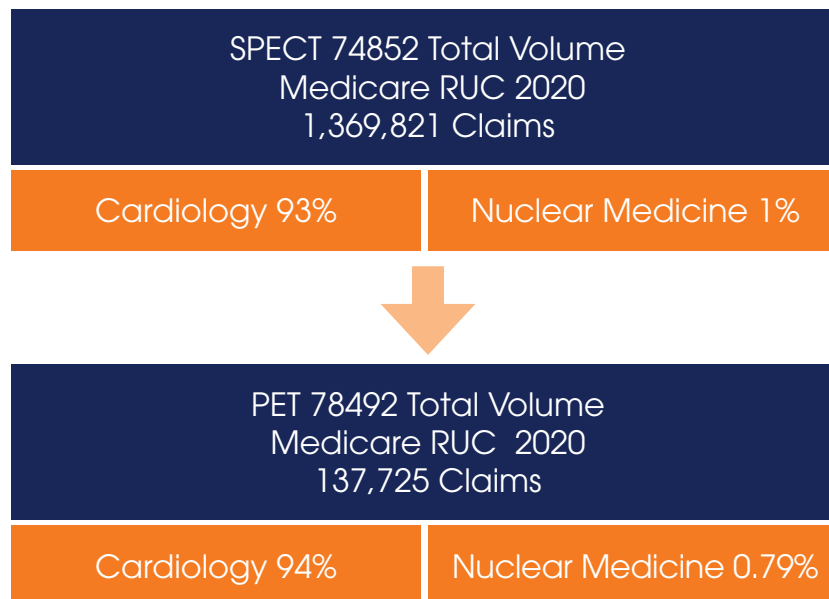 SPECT 74852 Total Volume
Medicare RUC 2020
1,369,821 Claims
Cardiology 93%
Nuclear Medicine 1%
PET 78492 Total Volume
Medicare RUC 2020
137,725 Claims
Cardiology 94%
Nuclear Medicine 0.79%